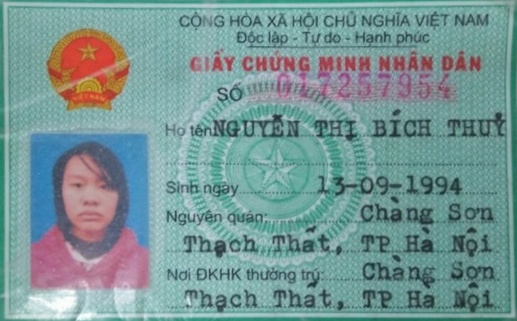 CỘNG HÒA XÃ HỘI CHỦ NGHĨA VIỆT NAM
Độc lập - Tự do - Hạnh phúc
GIẤY CHỨNG MINH NHÂN DÂN
SỐ 017257954
Họ tên NGUYỄN THỊ BÍCH THUỶ
Sinh ngày 13-09-1994
Nguyên quán: Chàng Sơn
Thạch Thất, TP Hà Nội
Nơi ĐKHK thường trú: Chàng Sơn
Thạch Thất, TP Hà Nội
VIỆT NAM